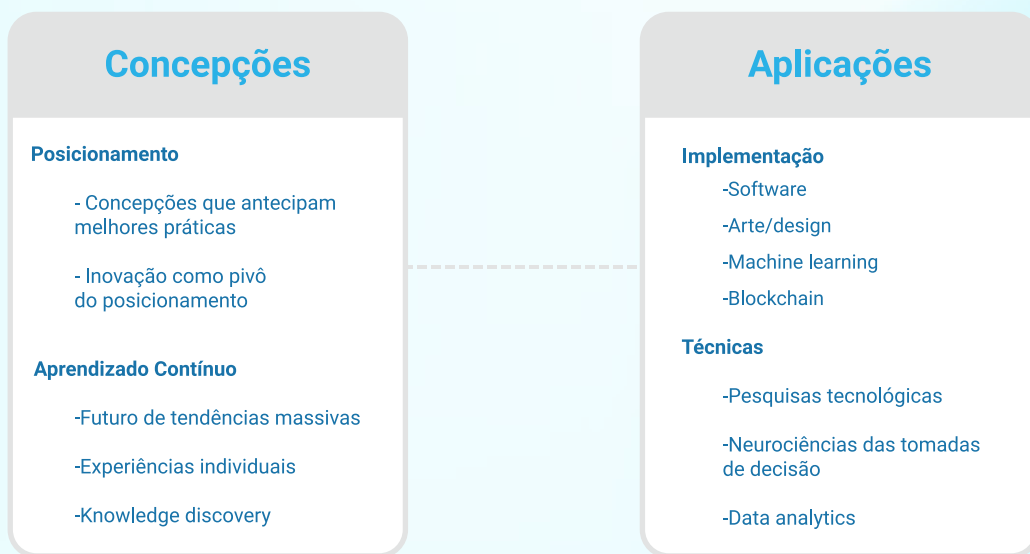 Concepções
Posicionamento
- Concepções que antecipam
melhores práticas
- Inovação como pivô
do posicionamento
Aprendizado Contínuo
-Futuro de tendências massivas
-Experiências individuais
-Knowledge discovery
Aplicações
Implementação
-Software
-Arte/design
-Machine learning
-Blockchain
Técnicas
-Pesquisas tecnológicas
-Neurociências das tomadas
de decisão
-Data analytics